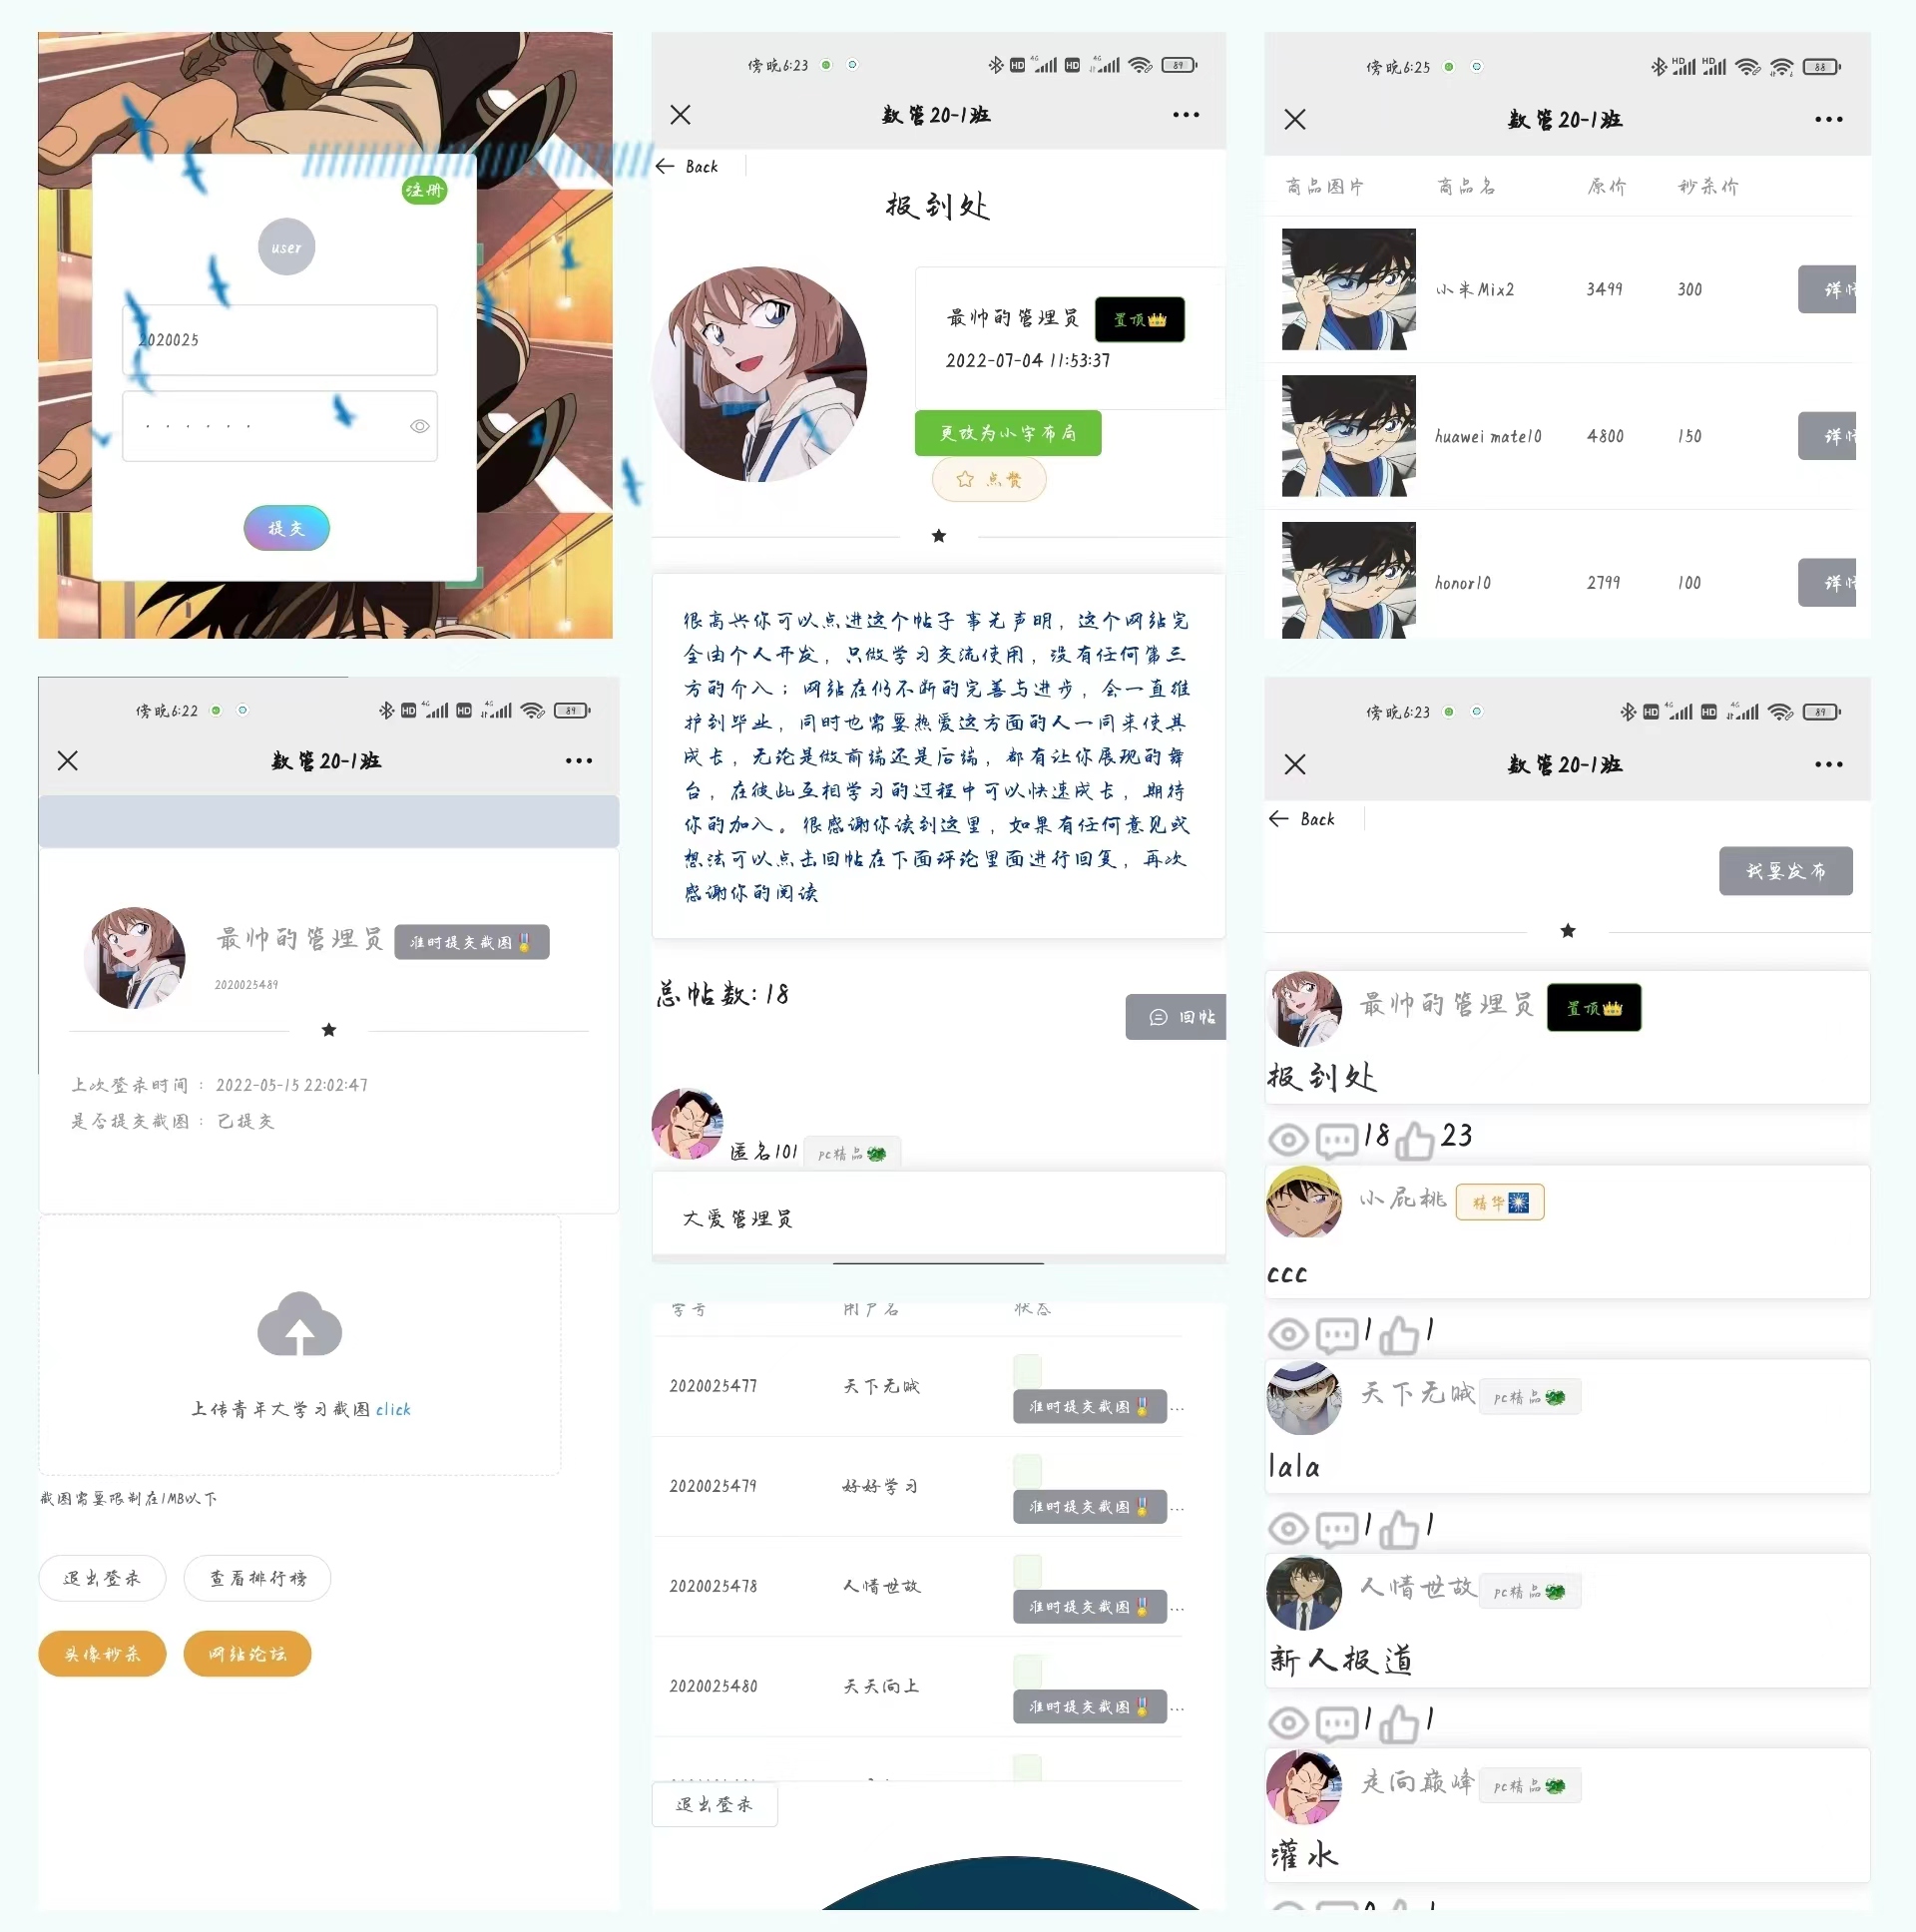 注册
user
2020025
提交
傍晚6:22
数管20-1班
最帅的管理员 准时提交截图🏅
2020025489
上次登录时间 : 2022-05-15 22:02:47
是否提交截图 : 已提交
上传青年大学习截图 click
截图需要限制在1MB以下
退出登录 查看排行榜
头像秒杀 网站论坛
傍晚6:23
数管20-1班
Back
报到处
最帅的管理员 置顶👑
2022-07-04 11:53:37
更改为小字布局
点赞
很高兴你可以点进这个帖子 事先声明，这个网站完
全由个人开发，只做学习交流使用，没有任何第三
方的介入；网站在仍不断的完善与进步，会一直维
护到毕业，同时也需要热爱这方面的人一同来使其
成长，无论是做前端还是后端，都有让你展现的舞
台，在彼此互相学习的过程中可以快速成长，期待
你的加入。很感谢你读到这里，如果有任何意见或
想法可以点击回帖在下面评论里面进行回复，再次
感谢你的阅读
总帖数: 18
回帖
匿名101 pc精品🐲
大爱管理员
学号 用户名 状态
2020025477 天下无贼 准时提交截图🏅 ...
2020025479 好好学习 准时提交截图🏅 ...
2020025478 人情世故 准时提交截图🏅 ...
2020025480 天天向上 准时提交截图🏅 ...
退出登录
傍晚6:25
数管20-1班
商品图片 商品名 原价 秒杀价
小米Mix2 3499 300 详情
huawei mate10 4800 150 详情
honor10 2799 100 详情
傍晚6:23
数管20-1班
Back
我要发布
最帅的管理员 置顶👑
报到处
18 23
小屁桃 精华🎆
ccc
1 1
天下无贼 pc精品🐲
lala
1 1
人情世故 pc精品🐲
新人报道
1 1
走向巅峰 pc精品🐲
灌水